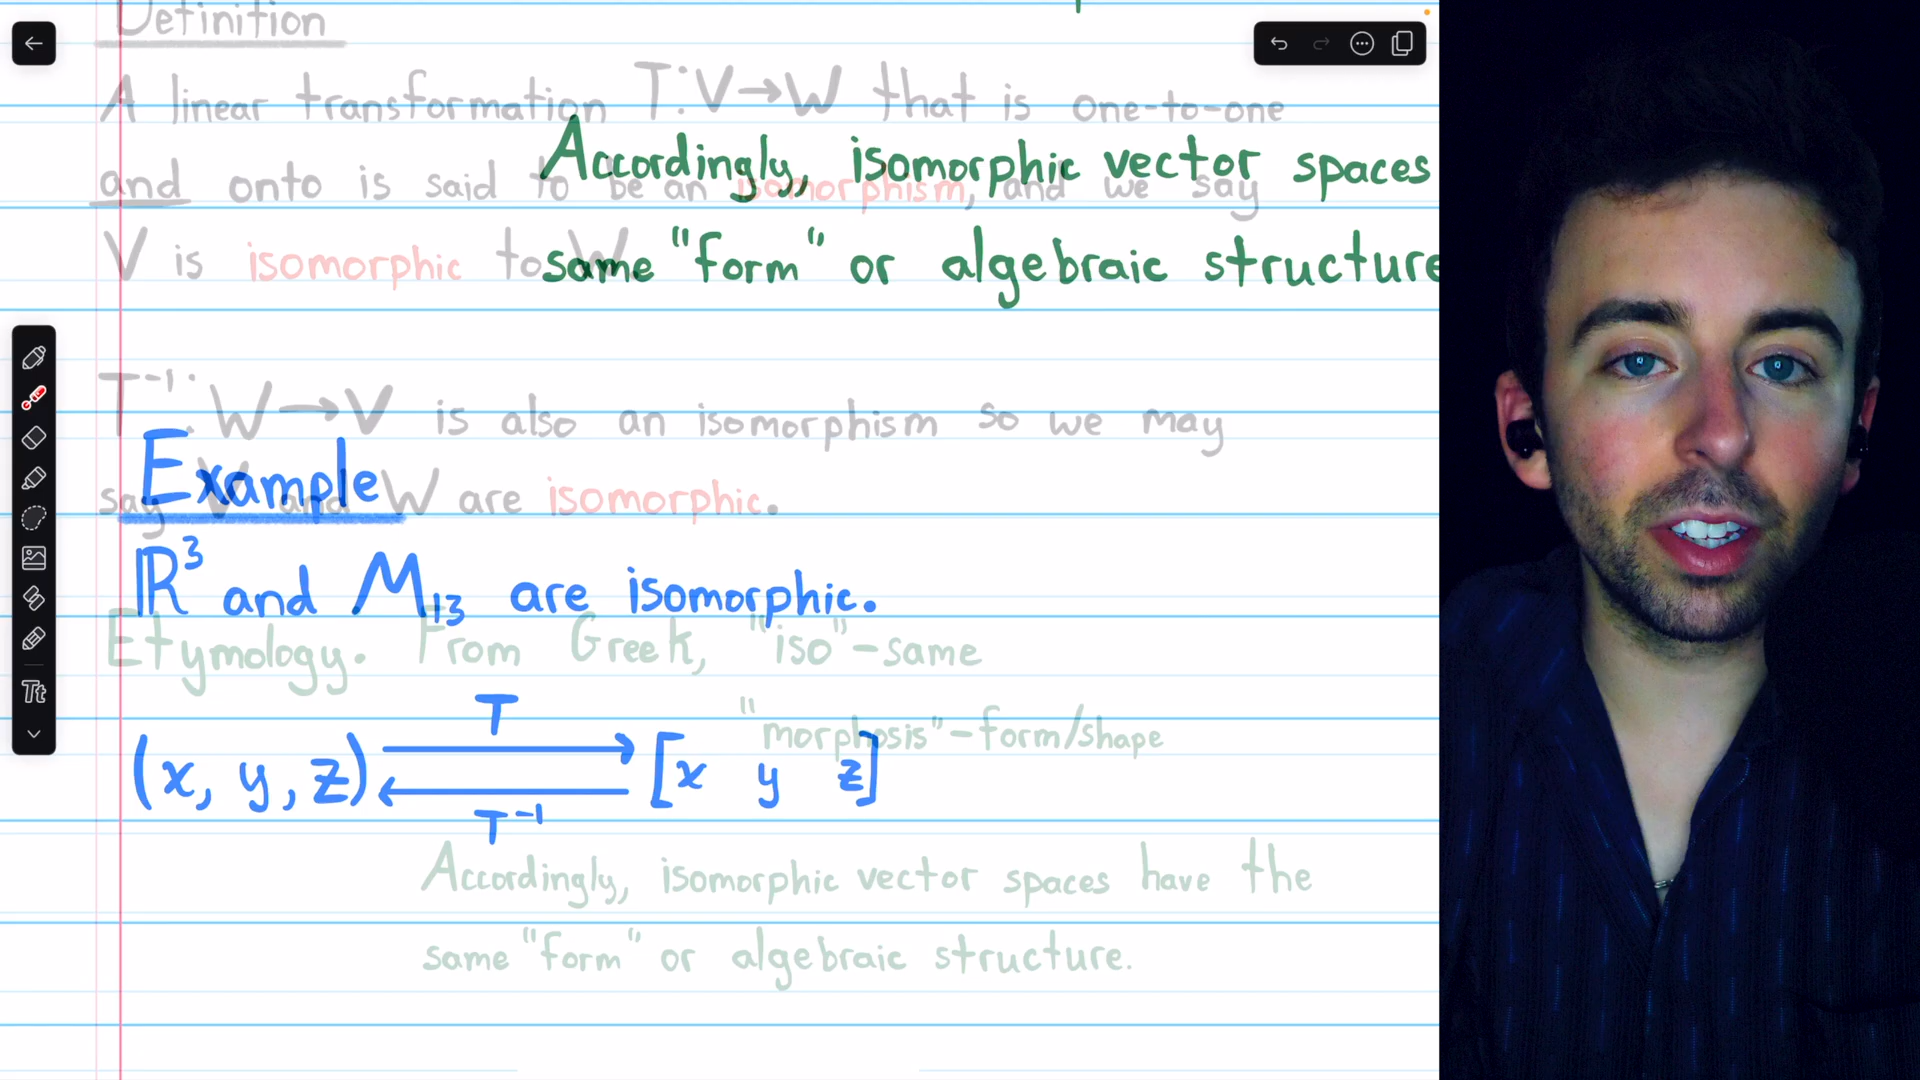 Definition
A linear transformation T:V→W that is one-to-one
and onto is said to be an isomorphism, and we say
V is isomorphic to W.
Accordingly, isomorphic vector spaces
same "form" or algebraic structure
T⁻¹: W→V is also an isomorphism so we may
say V and W are isomorphic.
Example
ℝ³ and M₁₃ are isomorphic.
Etymology. From Greek, "iso"-same
"morphosis"-form/shape
T
(x, y, z) [x y z]
T⁻¹
Accordingly, isomorphic vector spaces have the
same "form" or algebraic structure.
Tt